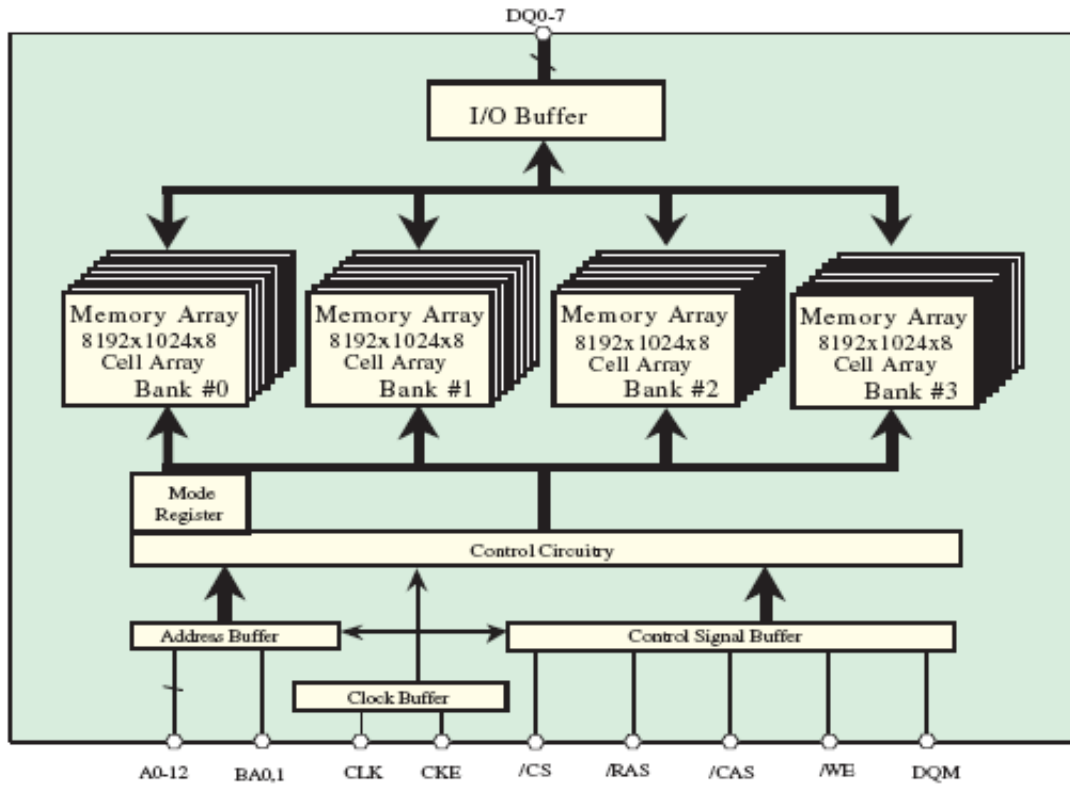 DQ0-7
I/O Buffer
Memory Array
8192x1024x8
Cell Array
Bank #0
Memory Array
8192x1024x8
Cell Array
Bank #1
Memory Array
8192x1024x8
Cell Array
Bank #2
Memory Array
8192x1024x8
Cell Array
Bank #3
Mode
Register
Control Circuitry
Address Buffer
Control Signal Buffer
Clock Buffer
A0-12
BA0,1
CLK
CKE
/CS
/RAS
/CAS
/WE
DQM